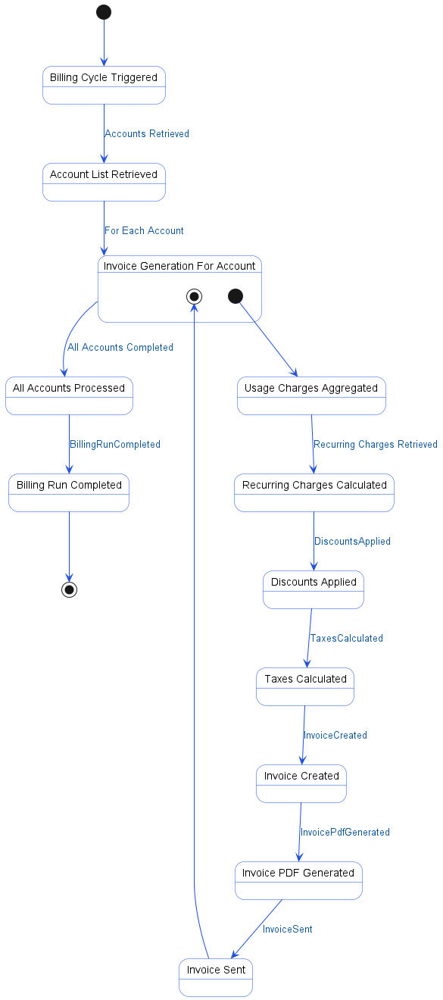 Billing Cycle Triggered
Accounts Retrieved
Account List Retrieved
For Each Account
Invoice Generation For Account
All Accounts Completed
All Accounts Processed
Usage Charges Aggregated
BillingRunCompleted
Recurring Charges Retrieved
Billing Run Completed
Recurring Charges Calculated
DiscountsApplied
Discounts Applied
TaxesCalculated
Taxes Calculated
InvoiceCreated
Invoice Created
InvoicePdfGenerated
Invoice PDF Generated
InvoiceSent
Invoice Sent